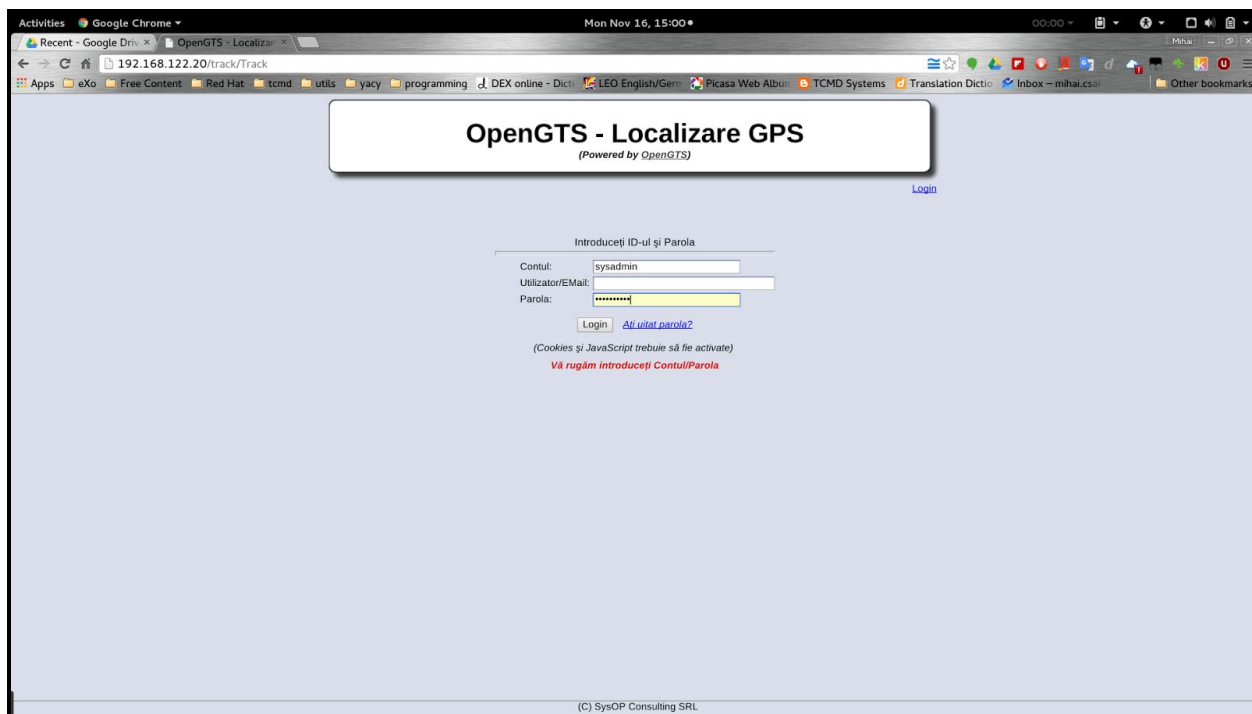 Activities Google Chrome Mon Nov 16, 15:00 00:00
Recent - Google Driv OpenGTS - Localizar Mihai
192.168.122.20/track/Track
Apps eXo Free Content Red Hat tcmd utils yacy programming DEX online - Dicti LEO English/Germ Picasa Web Albun TCMD Systems Translation Dictio Inbox – mihai.csa Other bookmarks
OpenGTS - Localizare GPS
(Powered by OpenGTS)
Login
Introduceți ID-ul și Parola
Contul: sysadmin
Utilizator/EMail:
Parola: ••••••••••
Login Ați uitat parola?
(Cookies și JavaScript trebuie să fie activate)
Vă rugăm introduceți Contul/Parola
(C) SysOP Consulting SRL